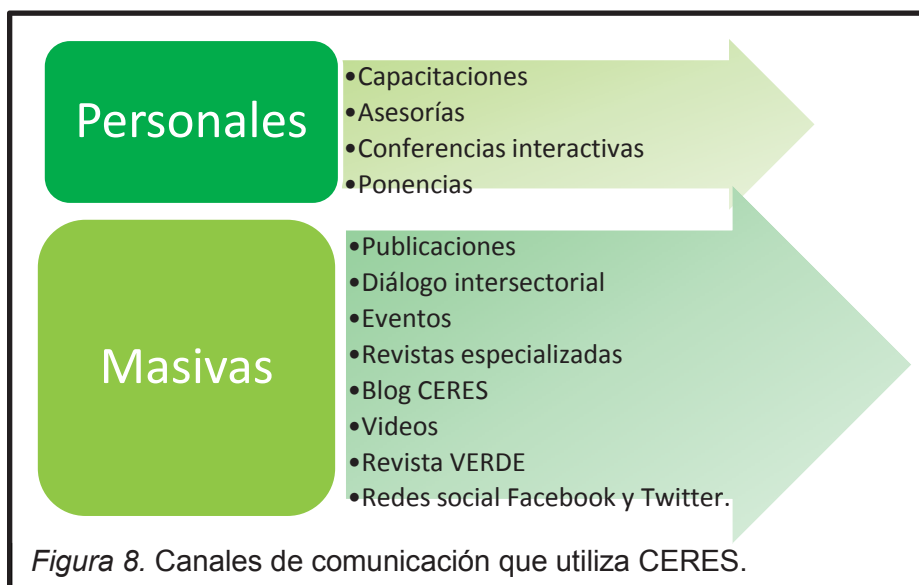 Personales
•Capacitaciones
•Asesorías
•Conferencias interactivas
•Ponencias
Masivas
•Publicaciones
•Diálogo intersectorial
•Eventos
•Revistas especializadas
•Blog CERES
•Videos
•Revista VERDE
•Redes social Facebook y Twitter.
Figura 8. Canales de comunicación que utiliza CERES.